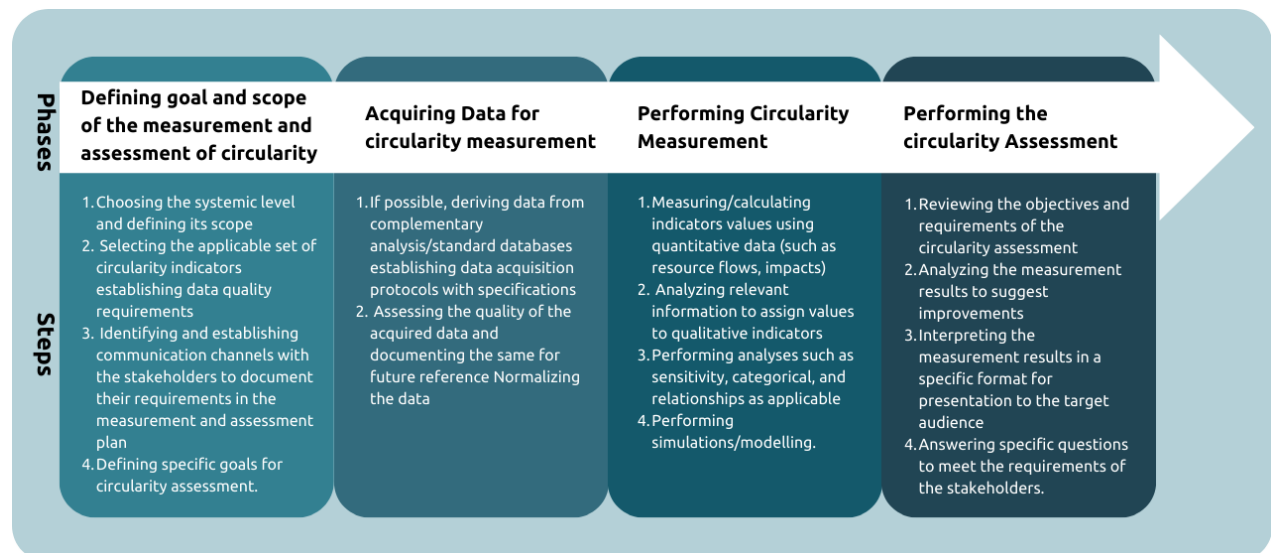 Phases
Defining goal and scope
of the measurement and
assessment of circularity
Acquiring Data for
circularity measurement
Performing Circularity
Measurement
Performing the
circularity Assessment
Steps
1. Choosing the systemic level
and defining its scope
2. Selecting the applicable set of
circularity indicators
establishing data quality
requirements
3. Identifying and establishing
communication channels with
the stakeholders to document
their requirements in the
measurement and assessment
plan
4. Defining specific goals for
circularity assessment.
1. If possible, deriving data from
complementary
analysis/standard databases
establishing data acquisition
protocols with specifications
2. Assessing the quality of the
acquired data and
documenting the same for
future reference Normalizing
the data
1. Measuring/calculating
indicators values using
quantitative data (such as
resource flows, impacts)
2. Analyzing relevant
information to assign values
to qualitative indicators
3. Performing analyses such as
sensitivity, categorical, and
relationships as applicable
4. Performing
simulations/modelling.
1. Reviewing the objectives and
requirements of the
circularity assessment
2. Analyzing the measurement
results to suggest
improvements
3. Interpreting the
measurement results in a
specific format for
presentation to the target
audience
4. Answering specific questions
to meet the requirements of
the stakeholders.